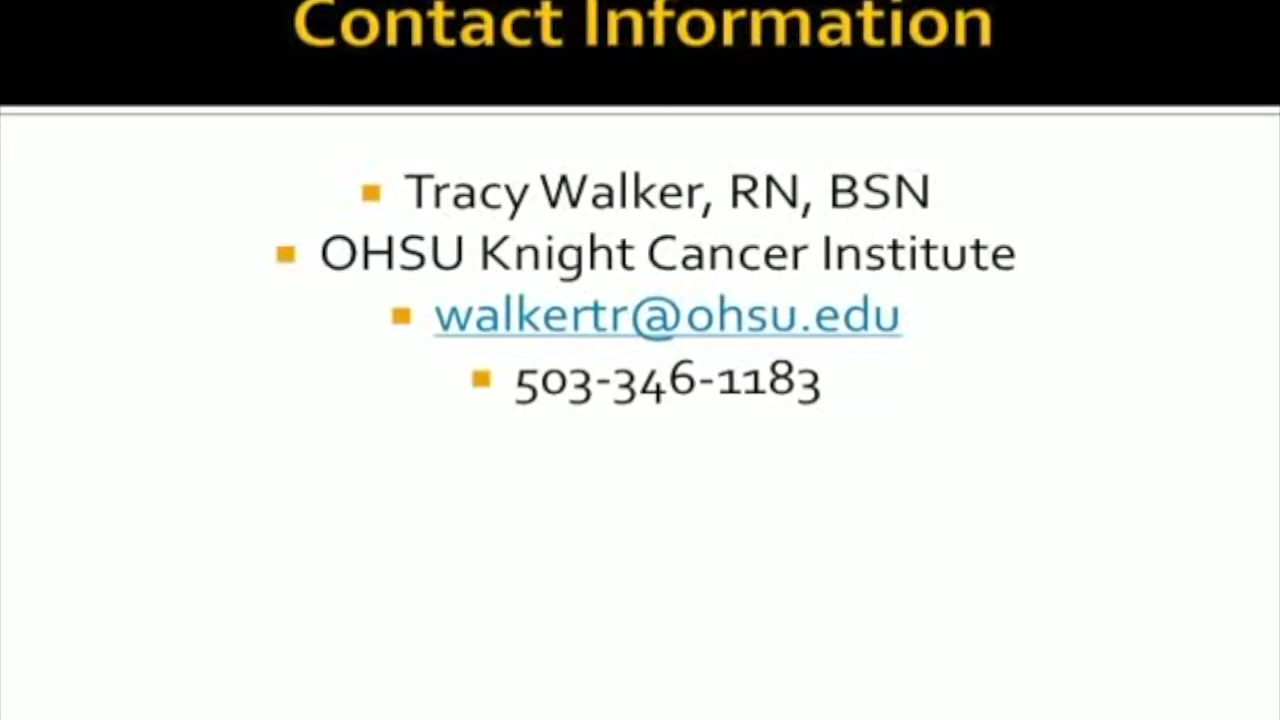 Contact Information
Tracy Walker, RN, BSN
OHSU Knight Cancer Institute
walkertr@ohsu.edu
503-346-1183